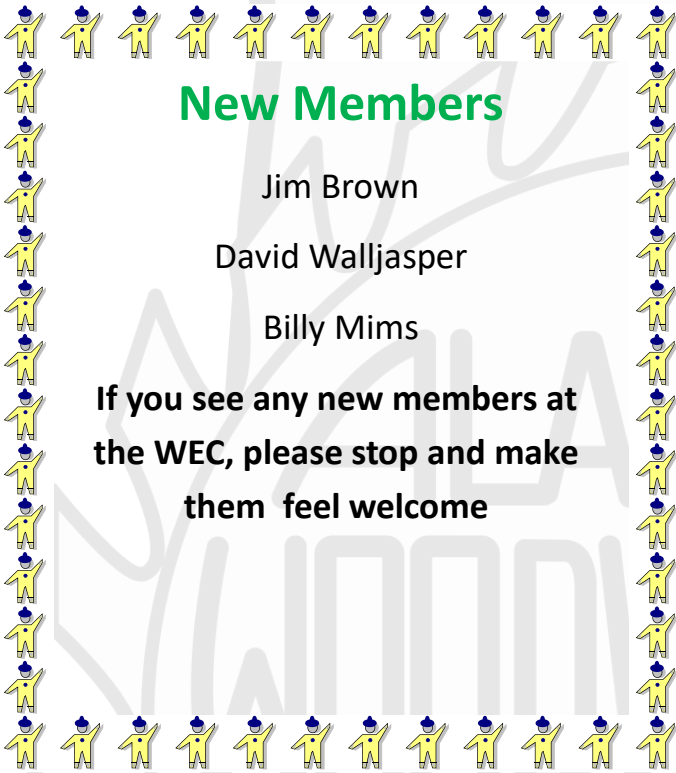 New Members
Jim Brown
David Walljasper
Billy Mims
If you see any new members at
the WEC, please stop and make
them  feel welcome
ALA